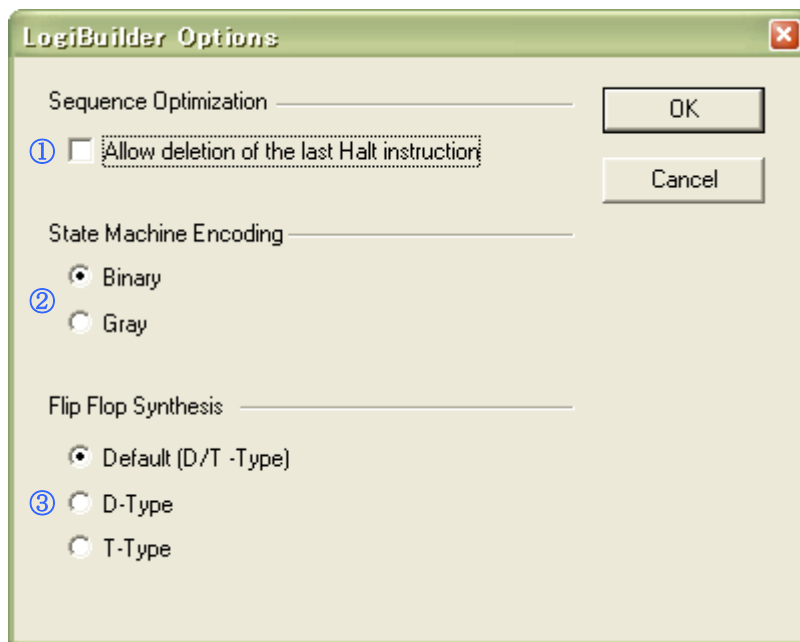 LogiBuilder Options
Sequence Optimization
OK
① Allow deletion of the last Halt instruction
Cancel
State Machine Encoding
Binary
②
Gray
Flip Flop Synthesis
Default (D/T -Type)
③ D-Type
T-Type